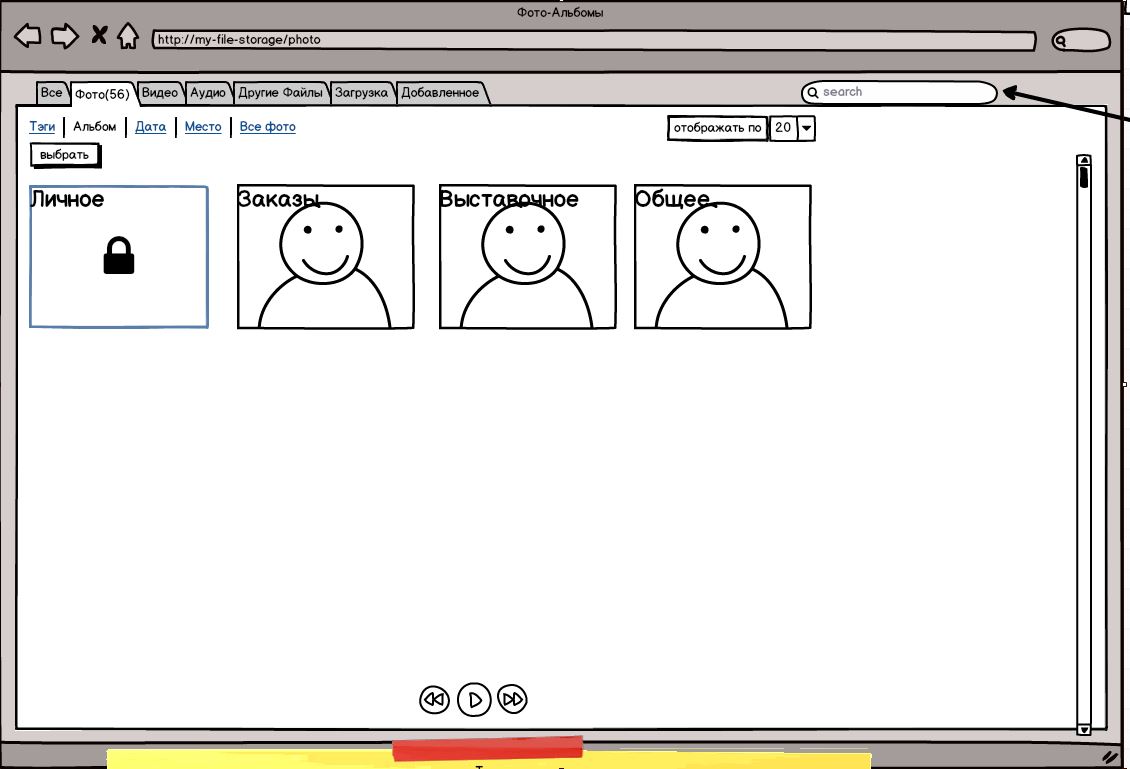 Фото-Альбомы
http://my-file-storage/photo
Все Фото(56) Видео Аудио Другие Файлы Загрузка Добавленное
search
Тэги Альбом Дата Место Все фото
отображать по 20
выбрать
Личное Заказы Выставочное Общее